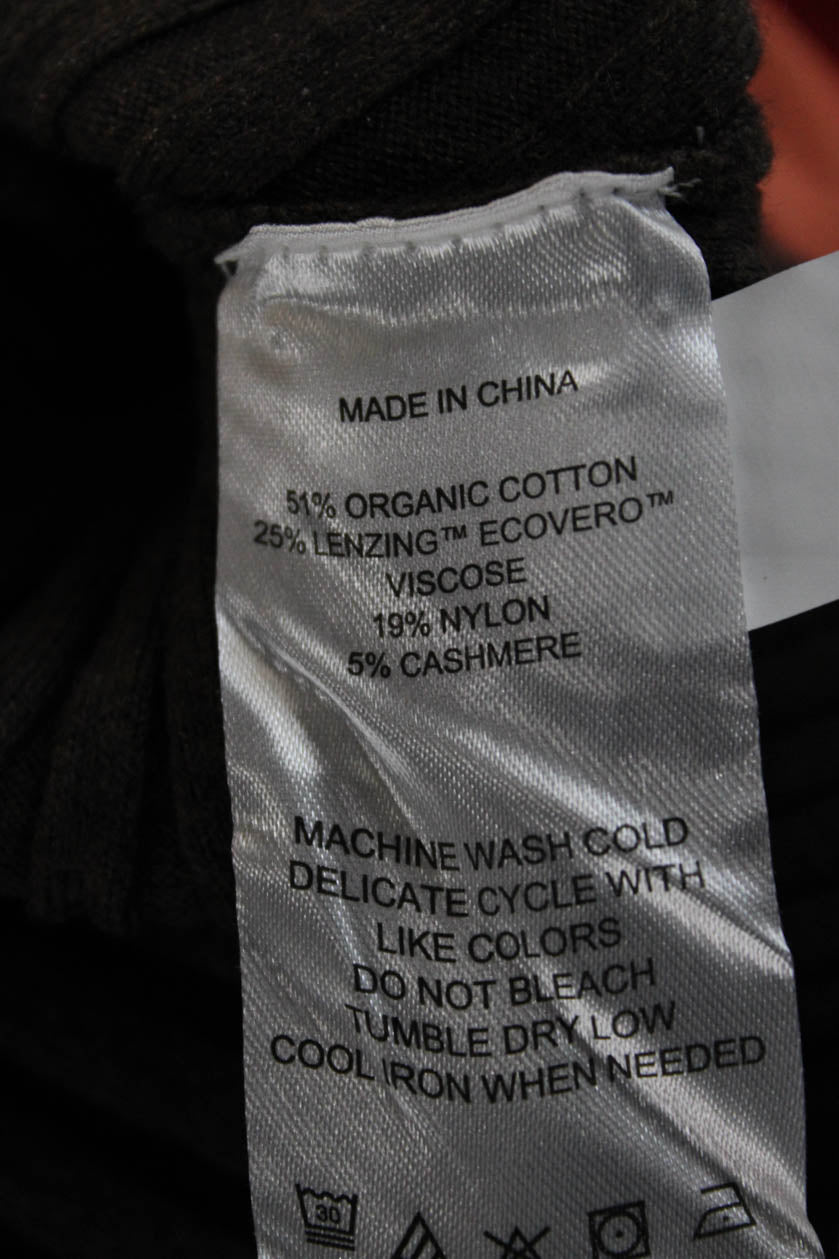 MADE IN CHINA
51% ORGANIC COTTON
25% LENZING™ ECOVERO™
VISCOSE
19% NYLON
5% CASHMERE
MACHINE WASH COLD
DELICATE CYCLE WITH
LIKE COLORS
DO NOT BLEACH
TUMBLE DRY LOW
COOL IRON WHEN NEEDED
30